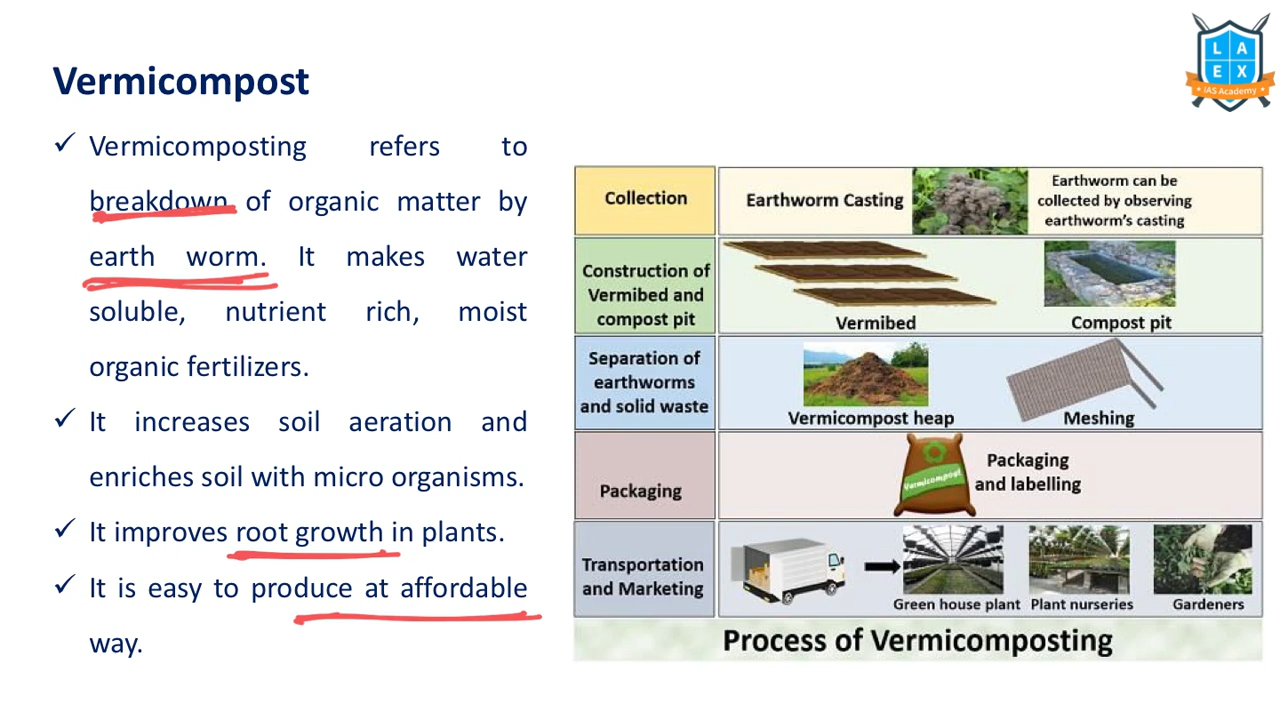 Vermicompost
✓ Vermicomposting refers to
breakdown of organic matter by
earth worm. It makes water
soluble, nutrient rich, moist
organic fertilizers.
✓ It increases soil aeration and
enriches soil with micro organisms.
✓ It improves root growth in plants.
✓ It is easy to produce at affordable
way.
L A
E X
IAS Academy
Collection
Earthworm Casting
Earthworm can be
collected by observing
earthworm's casting
Construction of
Vermibed and
compost pit
Vermibed
Compost pit
Separation of
earthworms
and solid waste
Vermicompost heap
Meshing
Packaging
Vermicompost
Packaging
and labelling
Transportation
and Marketing
Green house plant
Plant nurseries
Gardeners
Process of Vermicomposting